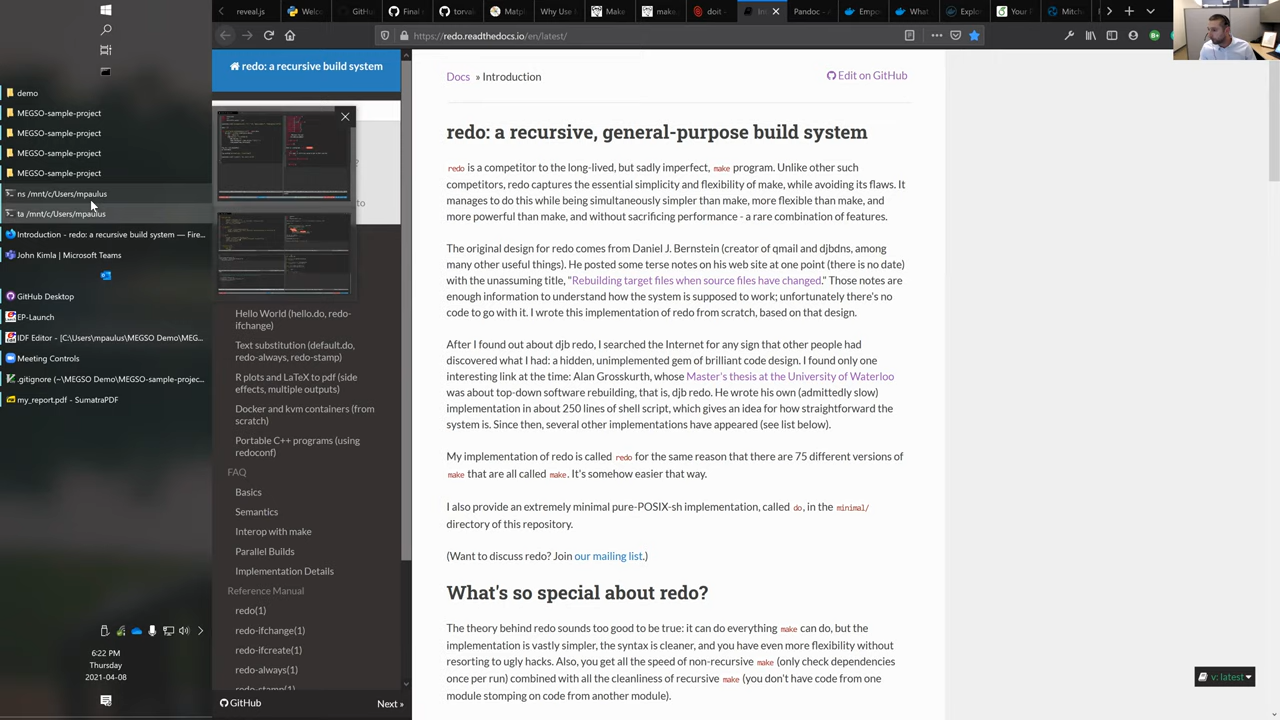 reveal.js
Welco
GitHu
Final
torval
Matpl
Why Use
Make
make
doit -
Int
Pandoc - A
Empo
What
Explo
Your P
Mitch
https://redo.readthedocs.io/en/latest/
demo
MEGSO-sample-project
MEGSO-sample-project
MEGSO-sample-project
MEGSO-sample-project
ns /mnt/c/Users/mpaulus
ta /mnt/c/Users/mpaulus
Introduction - redo: a recursive build system — Fire...
John Kimla | Microsoft Teams
GitHub Desktop
EP-Launch
IDF Editor - [C:\Users\mpaulus\MEGSO Demo\MEG...
Meeting Controls
.gitignore (~\MEGSO Demo\MEGSO-sample-projec...
my_report.pdf - SumatraPDF
6:22 PM
Thursday
2021-04-08
redo: a recursive build system
to
Hello World (hello.do, redo-
ifchange)
Text substitution (default.do,
redo-always, redo-stamp)
R plots and LaTeX to pdf (side
effects, multiple outputs)
Docker and kvm containers (from
scratch)
Portable C++ programs (using
redoconf)
FAQ
Basics
Semantics
Interop with make
Parallel Builds
Implementation Details
Reference Manual
redo(1)
redo-ifchange(1)
redo-ifcreate(1)
redo-always(1)
redo-stamp(1)
GitHub
Next »
Docs » Introduction
Edit on GitHub
redo: a recursive, general-purpose build system
redo is a competitor to the long-lived, but sadly imperfect, make program. Unlike other such
competitors, redo captures the essential simplicity and flexibility of make, while avoiding its flaws. It
manages to do this while being simultaneously simpler than make, more flexible than make, and
more powerful than make, and without sacrificing performance - a rare combination of features.
The original design for redo comes from Daniel J. Bernstein (creator of qmail and djbdns, among
many other useful things). He posted some terse notes on his web site at one point (there is no date)
with the unassuming title, "Rebuilding target files when source files have changed." Those notes are
enough information to understand how the system is supposed to work; unfortunately there's no
code to go with it. I wrote this implementation of redo from scratch, based on that design.
After I found out about djb redo, I searched the Internet for any sign that other people had
discovered what I had: a hidden, unimplemented gem of brilliant code design. I found only one
interesting link at the time: Alan Grosskurth, whose Master's thesis at the University of Waterloo
was about top-down software rebuilding, that is, djb redo. He wrote his own (admittedly slow)
implementation in about 250 lines of shell script, which gives an idea for how straightforward the
system is. Since then, several other implementations have appeared (see list below).
My implementation of redo is called redo for the same reason that there are 75 different versions of
make that are all called make. It's somehow easier that way.
I also provide an extremely minimal pure-POSIX-sh implementation, called do, in the minimal/
directory of this repository.
(Want to discuss redo? Join our mailing list.)
What's so special about redo?
The theory behind redo sounds too good to be true: it can do everything make can do, but the
implementation is vastly simpler, the syntax is cleaner, and you have even more flexibility without
resorting to ugly hacks. Also, you get all the speed of non-recursive make (only check dependencies
once per run) combined with all the cleanliness of recursive make (you don't have code from one
module stomping on code from another module).
v: latest